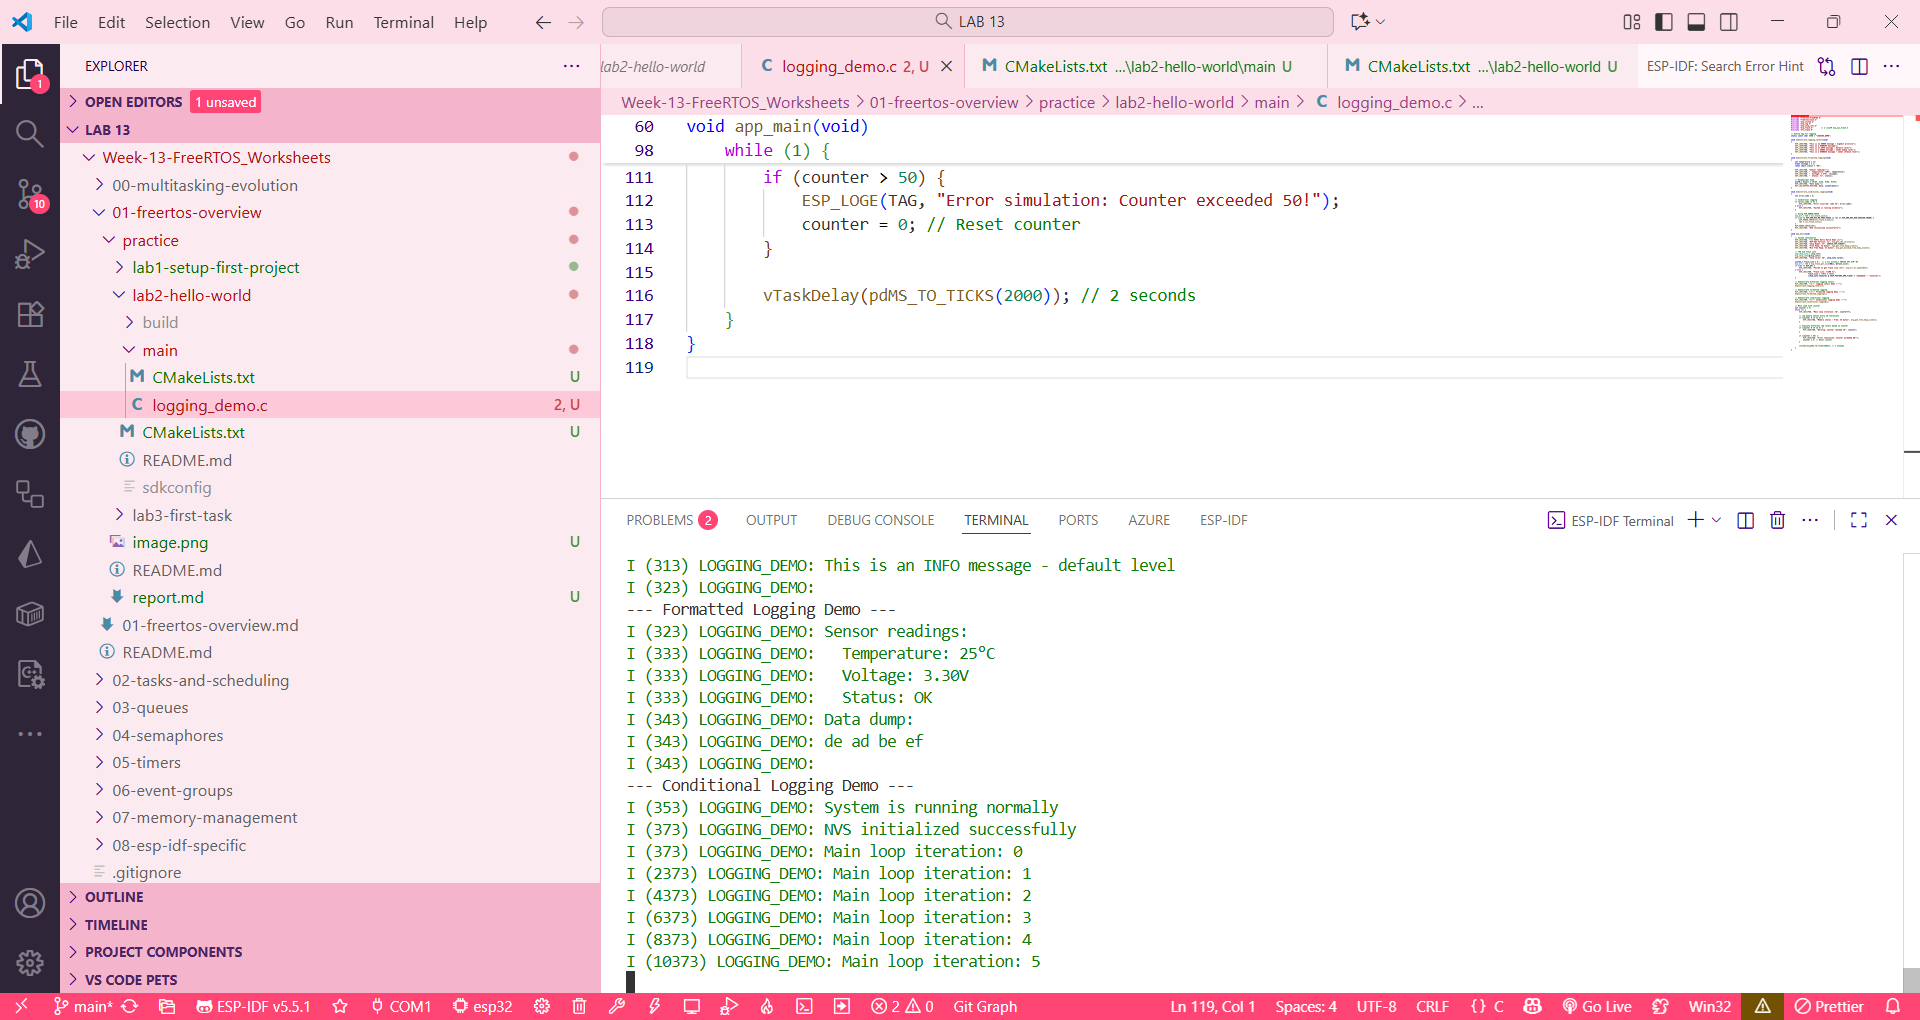 File Edit Selection View Go Run Terminal Help
LAB 13
EXPLORER
OPEN EDITORS 1 unsaved
LAB 13
Week-13-FreeRTOS_Worksheets
00-multitasking-evolution
01-freertos-overview
practice
lab1-setup-first-project
lab2-hello-world
build
main
CMakeLists.txt U
logging_demo.c 2, U
CMakeLists.txt U
README.md
sdkconfig
lab3-first-task
image.png U
README.md
report.md U
01-freertos-overview.md
README.md
02-tasks-and-scheduling
03-queues
04-semaphores
05-timers
06-event-groups
07-memory-management
08-esp-idf-specific
.gitignore
OUTLINE
TIMELINE
PROJECT COMPONENTS
VS CODE PETS
1
10
lab2-hello-world
logging_demo.c 2, U
CMakeLists.txt ...\lab2-hello-world\main U
CMakeLists.txt ...\lab2-hello-world U
ESP-IDF: Search Error Hint
Week-13-FreeRTOS_Worksheets > 01-freertos-overview > practice > lab2-hello-world > main > C logging_demo.c > ...
60 void app_main(void)
98 while (1) {
111 if (counter > 50) {
112 ESP_LOGE(TAG, "Error simulation: Counter exceeded 50!");
113 counter = 0; // Reset counter
114 }
115
116 vTaskDelay(pdMS_TO_TICKS(2000)); // 2 seconds
117 }
118 }
119
PROBLEMS 2 OUTPUT DEBUG CONSOLE TERMINAL PORTS AZURE ESP-IDF
ESP-IDF Terminal
I (313) LOGGING_DEMO: This is an INFO message - default level
I (323) LOGGING_DEMO:
--- Formatted Logging Demo ---
I (323) LOGGING_DEMO: Sensor readings:
I (333) LOGGING_DEMO:   Temperature: 25°C
I (333) LOGGING_DEMO:   Voltage: 3.30V
I (333) LOGGING_DEMO:   Status: OK
I (343) LOGGING_DEMO: Data dump:
I (343) LOGGING_DEMO: de ad be ef
I (343) LOGGING_DEMO:
--- Conditional Logging Demo ---
I (353) LOGGING_DEMO: System is running normally
I (373) LOGGING_DEMO: NVS initialized successfully
I (373) LOGGING_DEMO: Main loop iteration: 0
I (2373) LOGGING_DEMO: Main loop iteration: 1
I (4373) LOGGING_DEMO: Main loop iteration: 2
I (6373) LOGGING_DEMO: Main loop iteration: 3
I (8373) LOGGING_DEMO: Main loop iteration: 4
I (10373) LOGGING_DEMO: Main loop iteration: 5
main* ESP-IDF v5.5.1 COM1 esp32 2 0 Git Graph Ln 119, Col 1 Spaces: 4 UTF-8 CRLF {} C Go Live Win32 Prettier